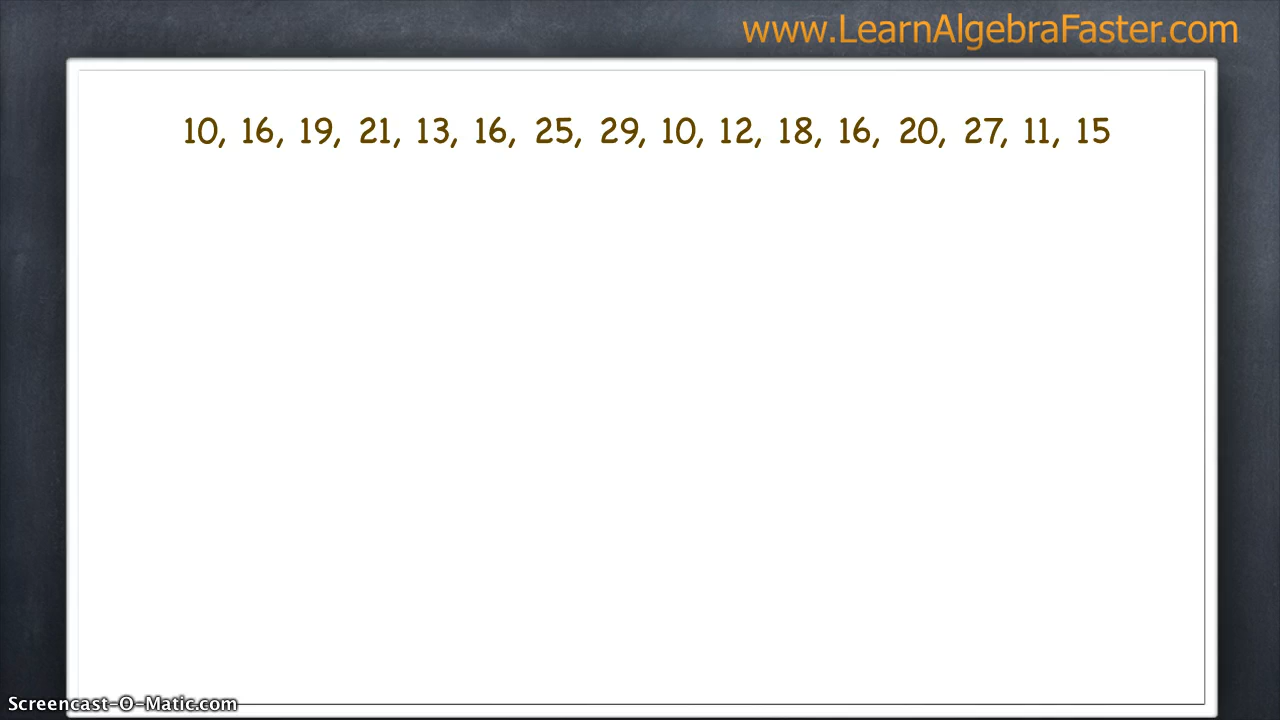 www.LearnAlgebraFaster.com
10, 16, 19, 21, 13, 16, 25, 29, 10, 12, 18, 16, 20, 27, 11, 15
Screencast-O-Matic.com